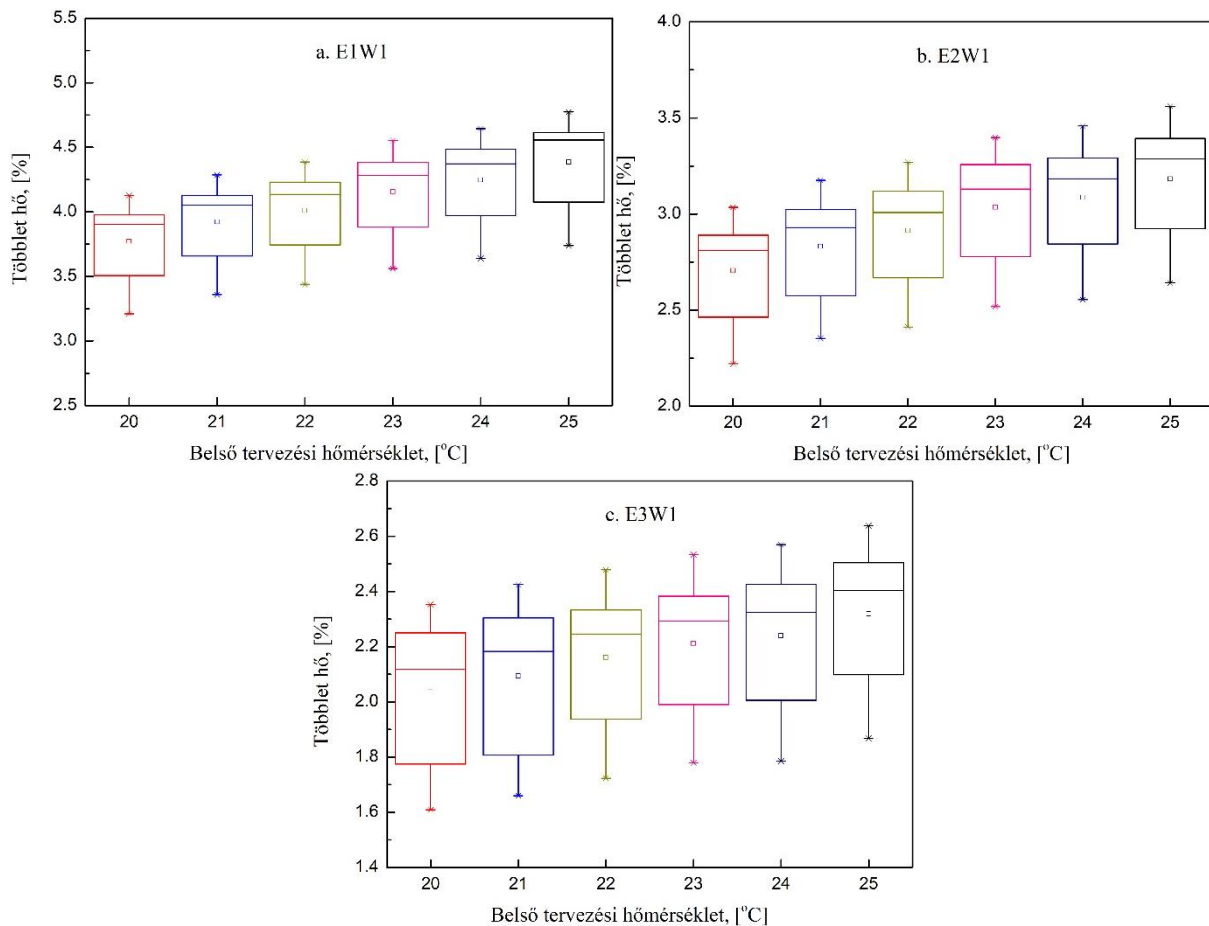 a. E1W1
Többlet hő, [%]
5.5
5.0
4.5
4.0
3.5
3.0
2.5
20 21 22 23 24 25
Belső tervezési hőmérséklet, [°C]
b. E2W1
Többlet hő, [%]
4.0
3.5
3.0
2.5
2.0
20 21 22 23 24 25
Belső tervezési hőmérséklet, [°C]
c. E3W1
Többlet hő, [%]
2.8
2.6
2.4
2.2
2.0
1.8
1.6
1.4
20 21 22 23 24 25
Belső tervezési hőmérséklet, [°C]